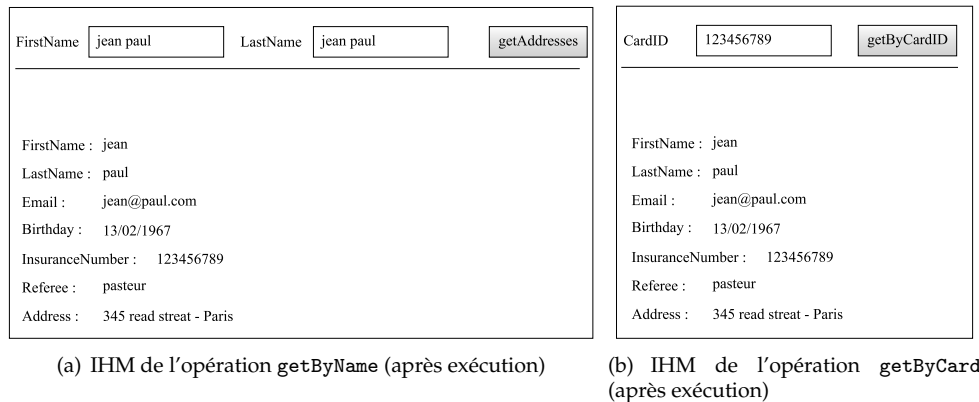 FirstName jean paul LastName jean paul getAddresses
FirstName : jean
LastName : paul
Email : jean@paul.com
Birthday : 13/02/1967
InsuranceNumber : 123456789
Referee : pasteur
Address : 345 read streat - Paris
(a) IHM de l'opération getByName (après exécution)
CardID 123456789 getByCardID
FirstName : jean
LastName : paul
Email : jean@paul.com
Birthday : 13/02/1967
InsuranceNumber : 123456789
Referee : pasteur
Address : 345 read streat - Paris
(b) IHM de l'opération getByCard
(après exécution)